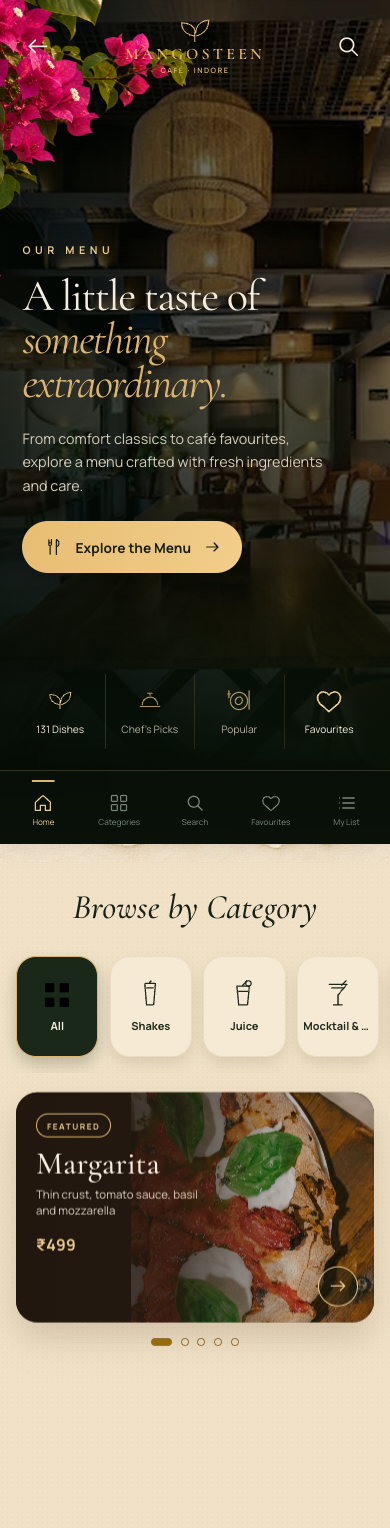 MANGOSTEEN
CAFE · INDORE
OUR MENU
A little taste of
something
extraordinary.
From comfort classics to café favourites,
explore a menu crafted with fresh ingredients
and care.
Explore the Menu
131 Dishes
Chef's Picks
Popular
Favourites
Home
Categories
Search
Favourites
My List
Browse by Category
All
Shakes
Juice
Mocktail & ...
FEATURED
Margarita
Thin crust, tomato sauce, basil
and mozzarella
₹499